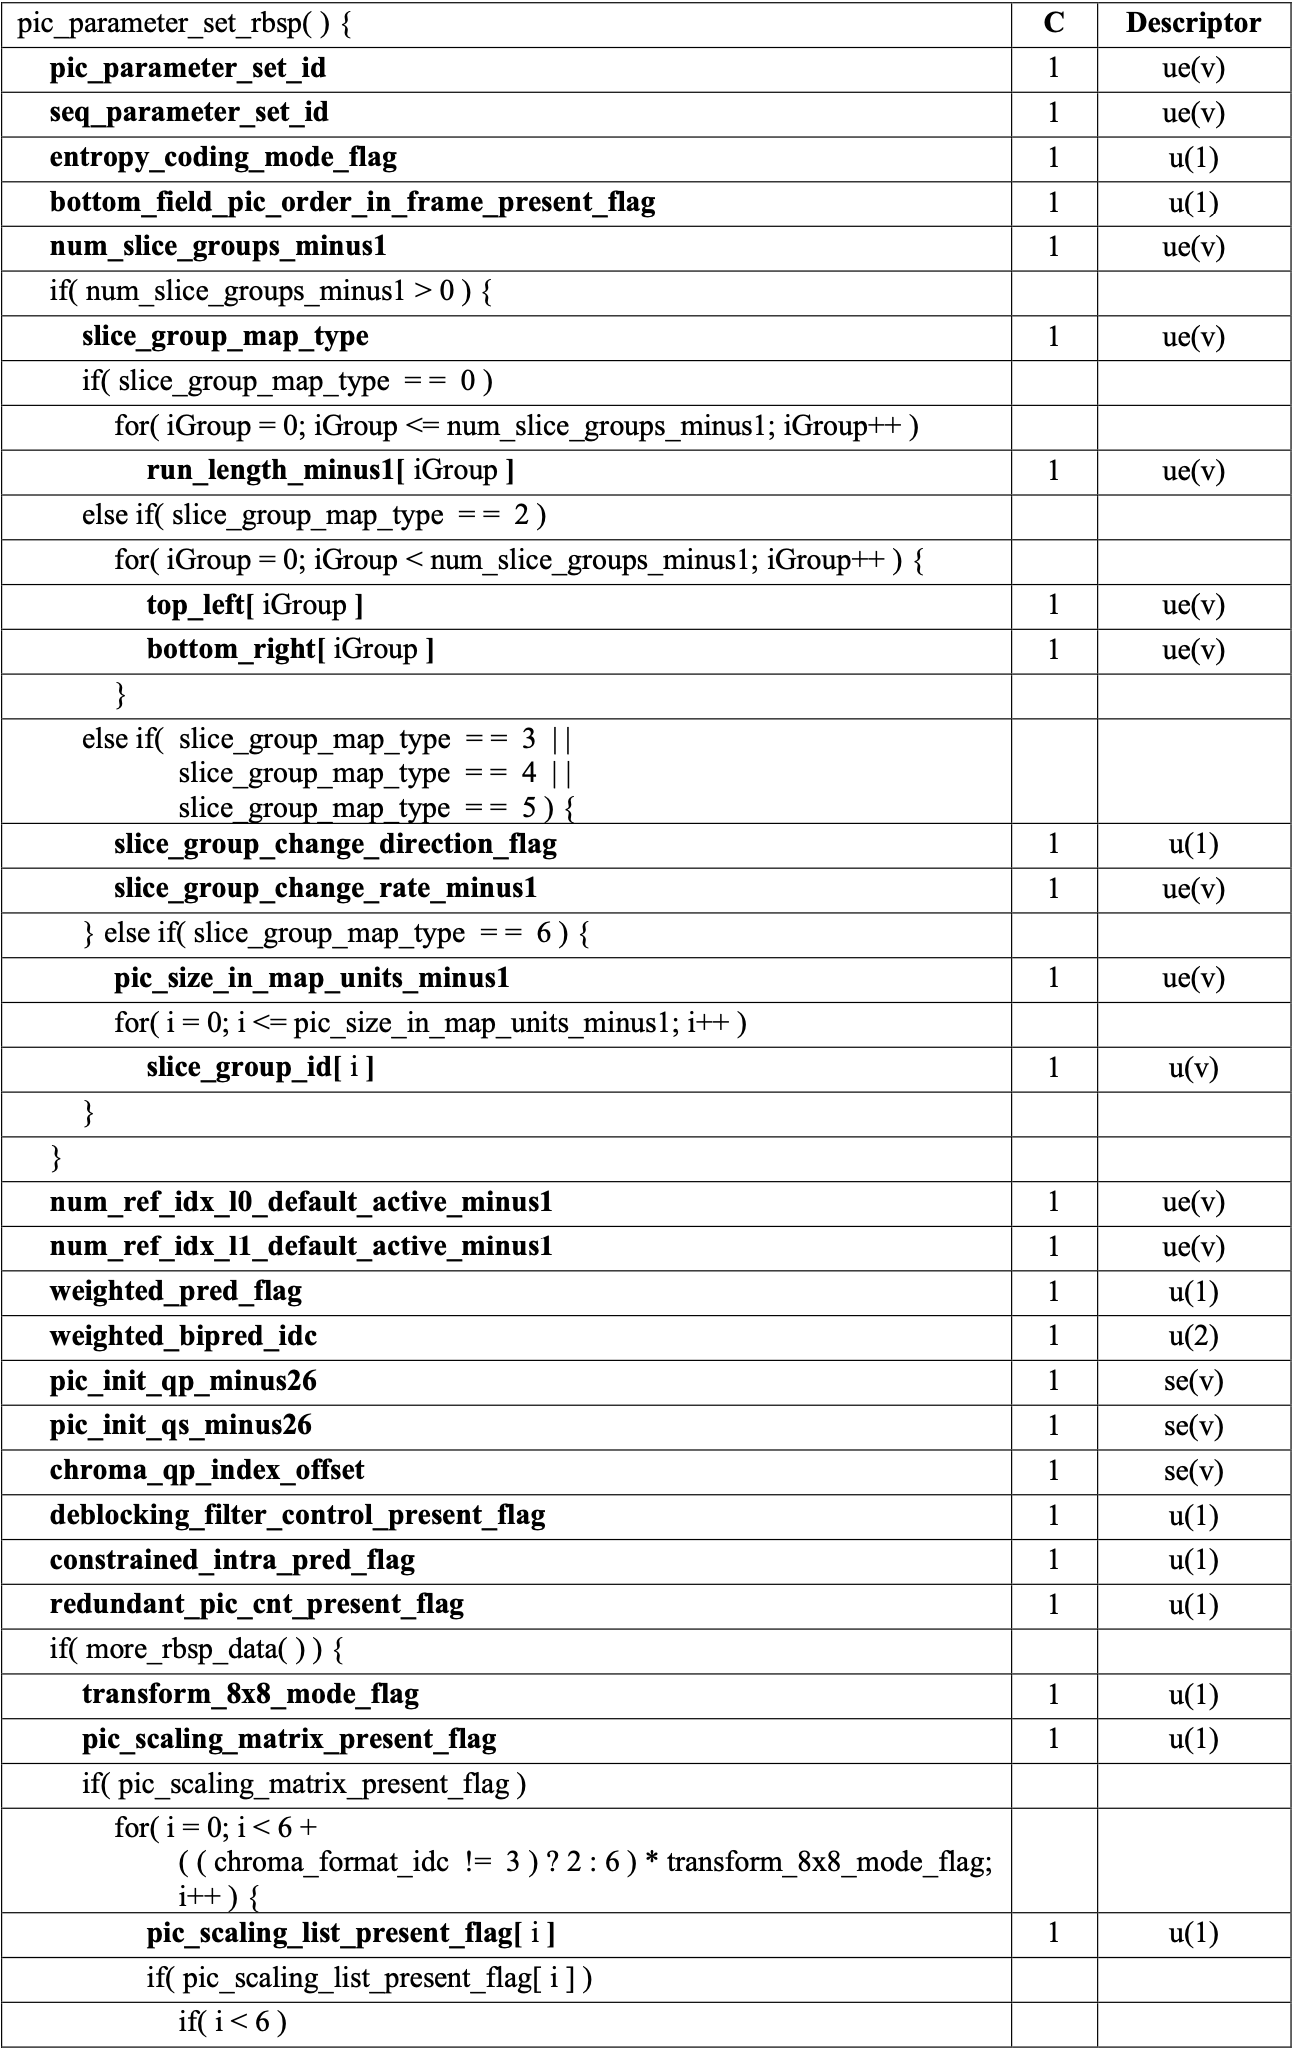 pic_parameter_set_rbsp( ) { C Descriptor
pic_parameter_set_id 1 ue(v)
seq_parameter_set_id 1 ue(v)
entropy_coding_mode_flag 1 u(1)
bottom_field_pic_order_in_frame_present_flag 1 u(1)
num_slice_groups_minus1 1 ue(v)
if( num_slice_groups_minus1 > 0 ) {
slice_group_map_type 1 ue(v)
if( slice_group_map_type = = 0 )
for( iGroup = 0; iGroup <= num_slice_groups_minus1; iGroup++ )
run_length_minus1[ iGroup ] 1 ue(v)
else if( slice_group_map_type = = 2 )
for( iGroup = 0; iGroup < num_slice_groups_minus1; iGroup++ ) {
top_left[ iGroup ] 1 ue(v)
bottom_right[ iGroup ] 1 ue(v)
}
else if( slice_group_map_type = = 3 | |
slice_group_map_type = = 4 | |
slice_group_map_type = = 5 ) {
slice_group_change_direction_flag 1 u(1)
slice_group_change_rate_minus1 1 ue(v)
} else if( slice_group_map_type = = 6 ) {
pic_size_in_map_units_minus1 1 ue(v)
for( i = 0; i <= pic_size_in_map_units_minus1; i++ )
slice_group_id[ i ] 1 u(v)
}
}
num_ref_idx_l0_default_active_minus1 1 ue(v)
num_ref_idx_l1_default_active_minus1 1 ue(v)
weighted_pred_flag 1 u(1)
weighted_bipred_idc 1 u(2)
pic_init_qp_minus26 1 se(v)
pic_init_qs_minus26 1 se(v)
chroma_qp_index_offset 1 se(v)
deblocking_filter_control_present_flag 1 u(1)
constrained_intra_pred_flag 1 u(1)
redundant_pic_cnt_present_flag 1 u(1)
if( more_rbsp_data( ) ) {
transform_8x8_mode_flag 1 u(1)
pic_scaling_matrix_present_flag 1 u(1)
if( pic_scaling_matrix_present_flag )
for( i = 0; i < 6 +
( ( chroma_format_idc != 3 ) ? 2 : 6 ) * transform_8x8_mode_flag;
i++ ) {
pic_scaling_list_present_flag[ i ] 1 u(1)
if( pic_scaling_list_present_flag[ i ] )
if( i < 6 )